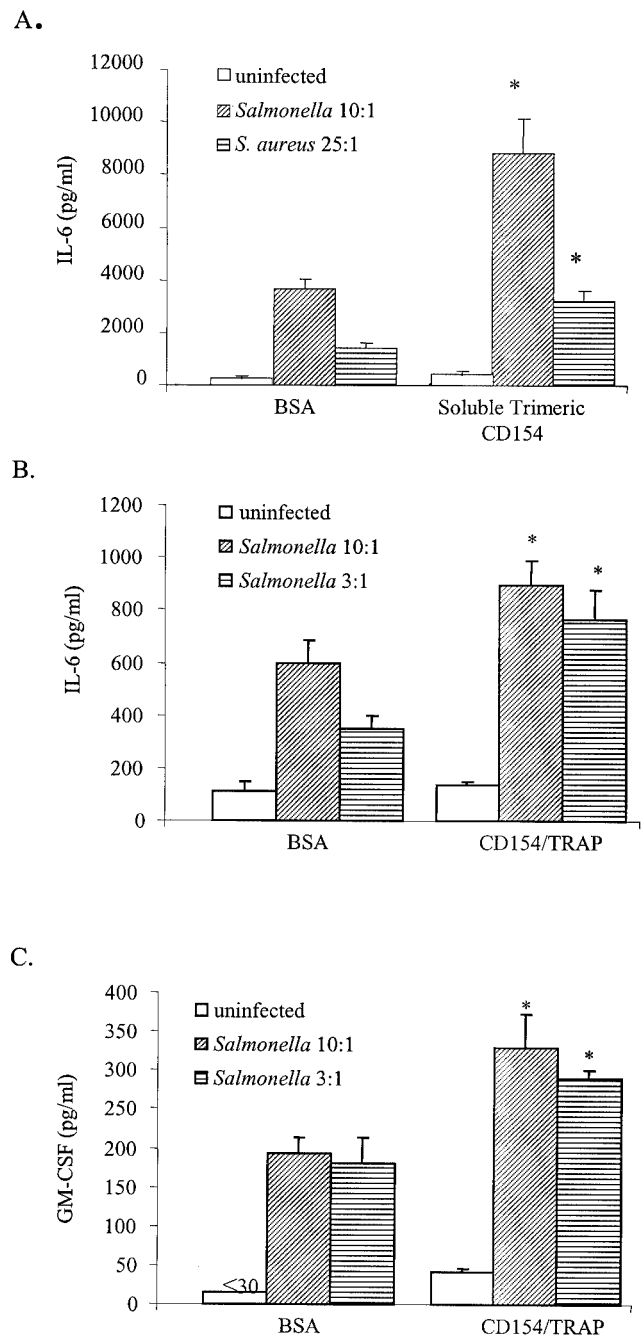 A.
12000
10000
8000
6000
4000
2000
0
IL-6 (pg/ml)
uninfected
Salmonella 10:1
S. aureus 25:1
*
*
BSA
Soluble Trimeric
CD154
B.
1200
1000
800
600
400
200
0
IL-6 (pg/ml)
uninfected
Salmonella 10:1
Salmonella 3:1
*
*
BSA
CD154/TRAP
C.
400
350
300
250
200
150
100
50
0
GM-CSF (pg/ml)
uninfected
Salmonella 10:1
Salmonella 3:1
*
*
<30
BSA
CD154/TRAP